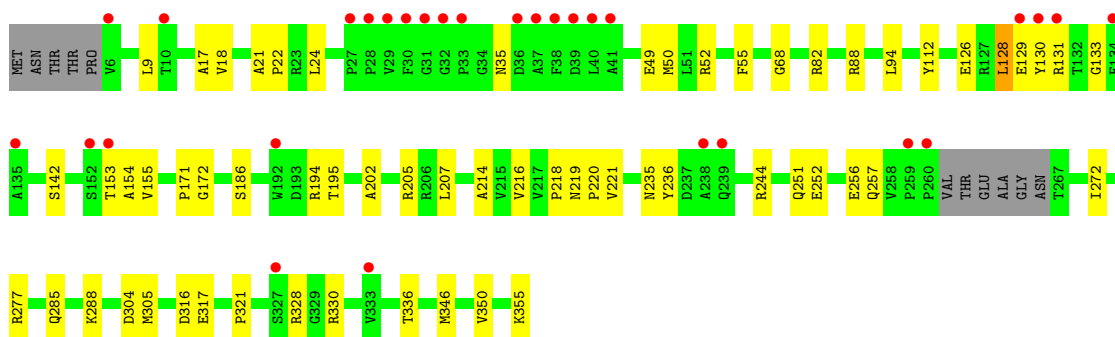 MET ASN THR THR PRO V6 L9 T10 A17 V18 A21 P22 R23 L24 P27 P28 V29 F30 G31 G32 P33 G34 N35 D36 A37 F38 D39 L40 A41 E49 M50 L51 R52 F55 G68 R82 R88 L94 Y112 E126 R127 L128 E129 Y130 R131 T132 G133 E134
A135 S142 S152 T153 A154 V155 P171 G172 S186 W192 D193 R194 T195 A202 R205 R206 L207 A214 V215 V216 V217 P218 N219 P220 V221 N235 Y236 D237 A238 Q239 R244 Q251 E252 E256 Q257 V258 P259 P260 VAL THR GLU ALA GLY ASN T267 I272
R277 Q285 K288 D304 M305 D316 E317 P321 S327 R328 G329 R330 V333 T336 M346 V350 K355